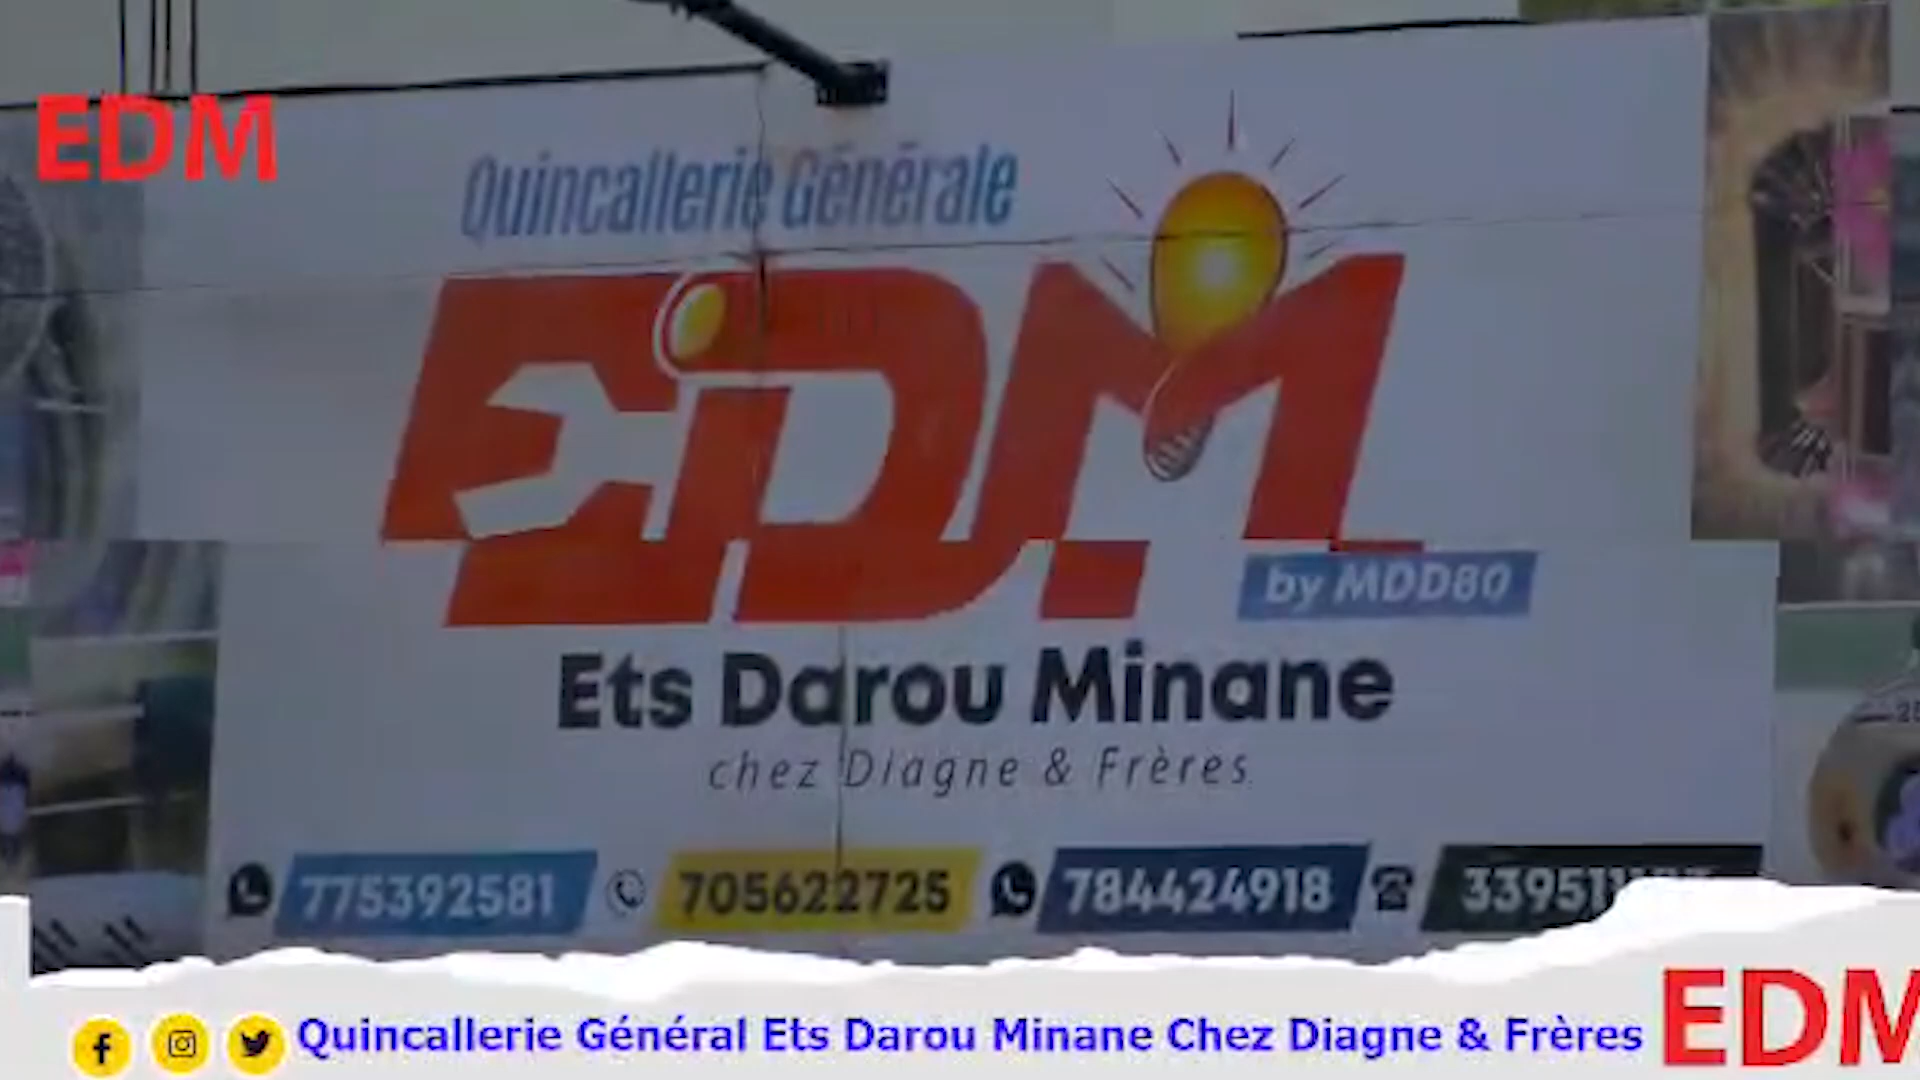 EDM
Quincallerie Générale
EDM
by MDD80
Ets Darou Minane
chez Diagne & Frères
775392581 705622725 784424918
Quincallerie Général Ets Darou Minane Chez Diagne & Frères
EDM